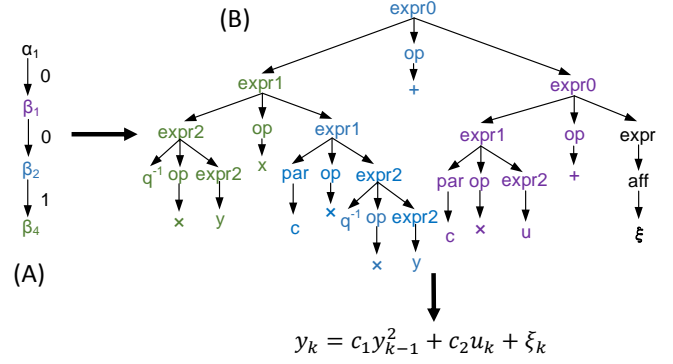 (B)
expr0
α₁
0
op
β₁
expr1
+
expr0
0
expr2
op
expr1
expr1
op
expr
β₂
q⁻¹ op expr2
x
par
op
expr2
par op expr2
+
aff
1
×
y
c
×
q⁻¹ op expr2
c
×
u
ξ
β₄
×
y
(A)
yₖ = c₁y²ₖ₋₁ + c₂uₖ + ξₖ